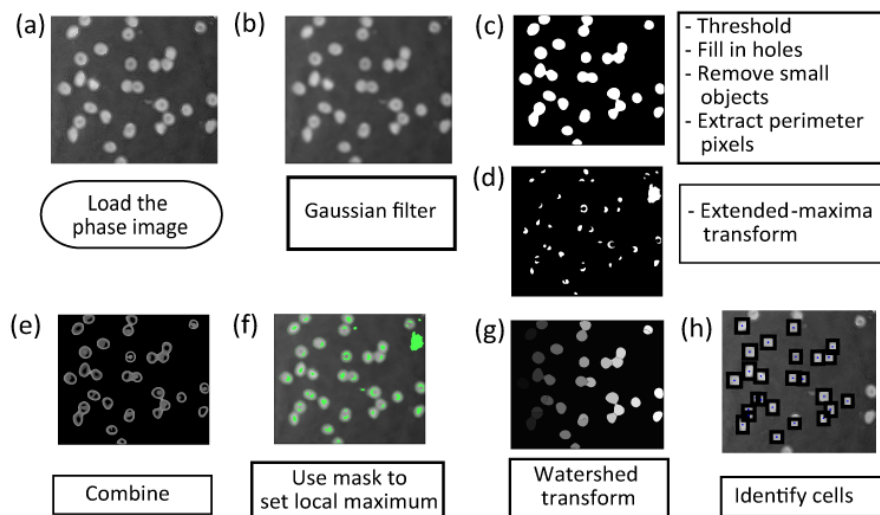 (a)
(b)
(c)
- Threshold
- Fill in holes
- Remove small
objects
- Extract perimeter
pixels
Load the
phase image
Gaussian filter
(d)
- Extended-maxima
transform
(e)
(f)
(g)
(h)
Combine
Use mask to
set local maximum
Watershed
transform
Identify cells